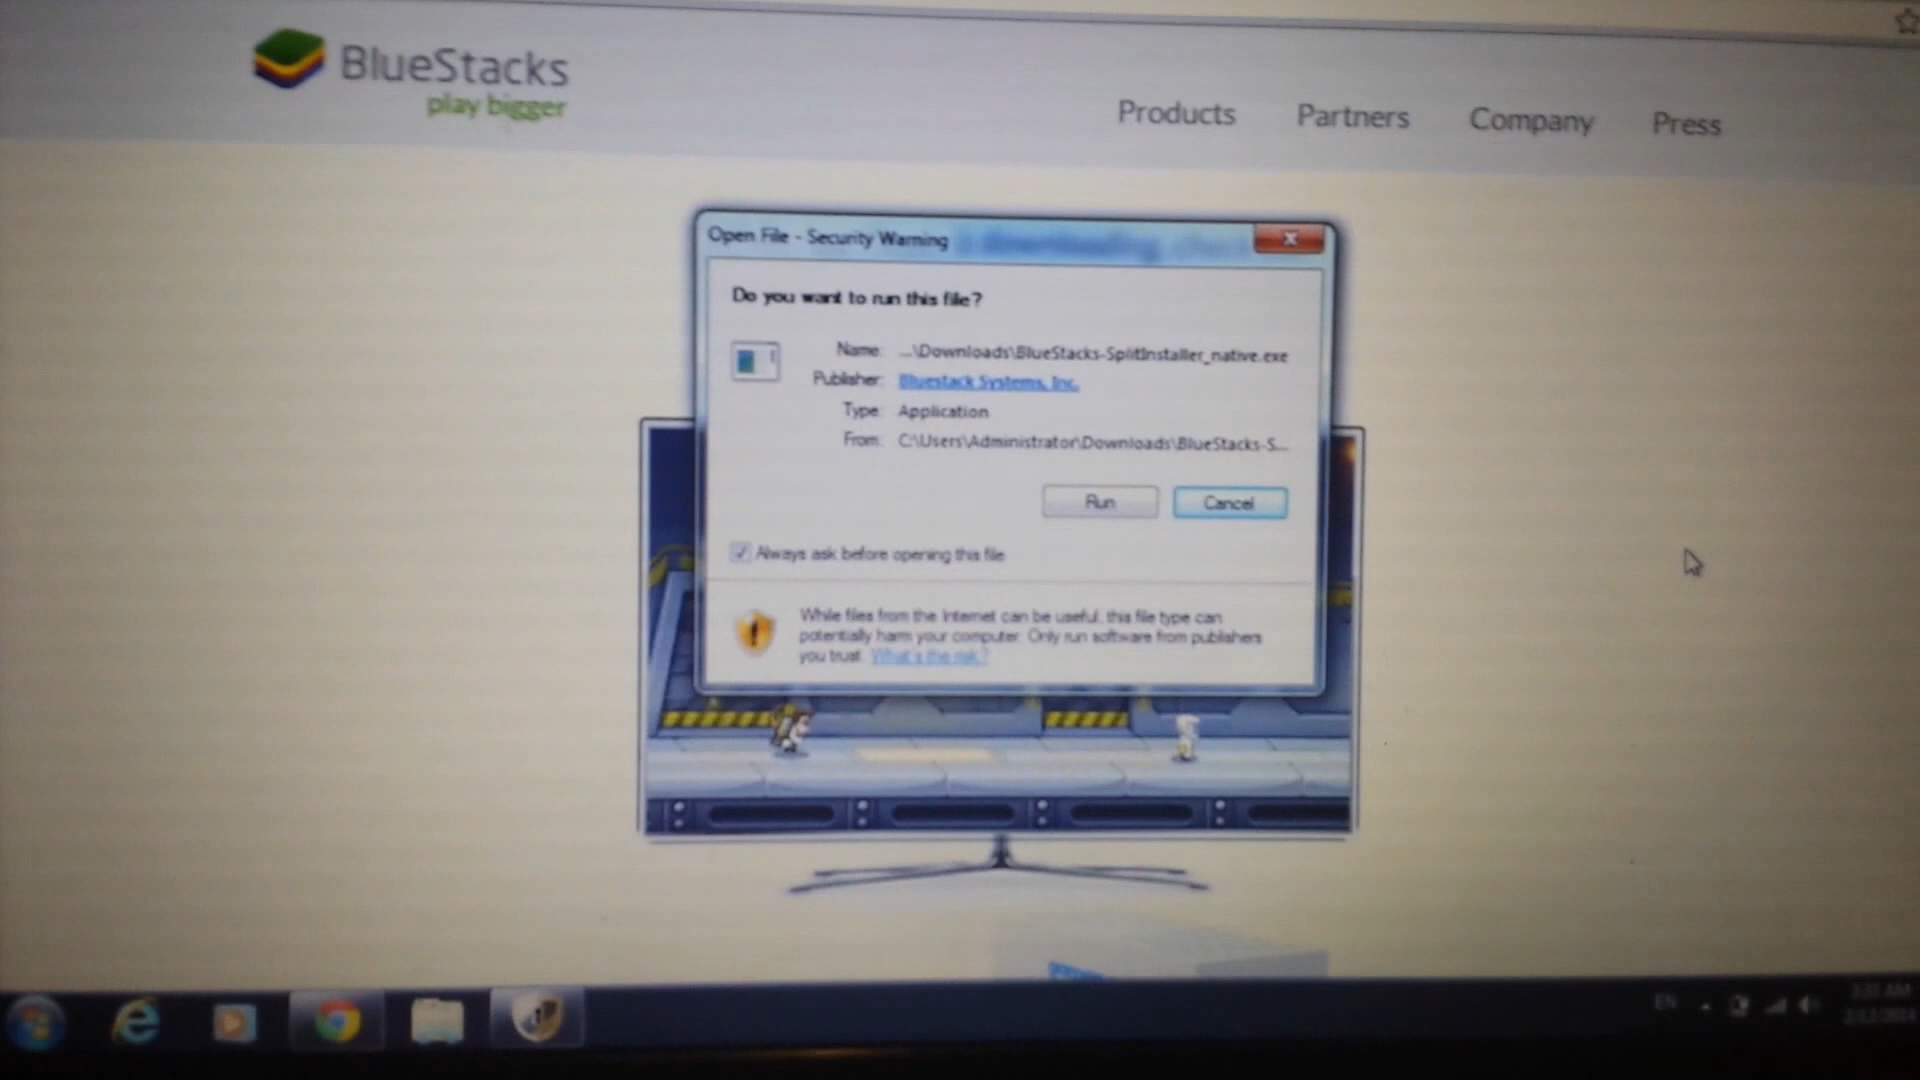 BlueStacks
play bigger
Products Partners Company Press
Open File - Security Warning
downloading, check
Do you want to run this file?
Name: ...\Downloads\BlueStacks-SplitInstaller_native.exe
Publisher: Bluestack Systems, Inc.
Type: Application
From: C:\Users\Administrator\Downloads\BlueStacks-S...
Run Cancel
Always ask before opening this file
While files from the Internet can be useful, this file type can
potentially harm your computer. Only run software from publishers
you trust. What's the risk?
EN